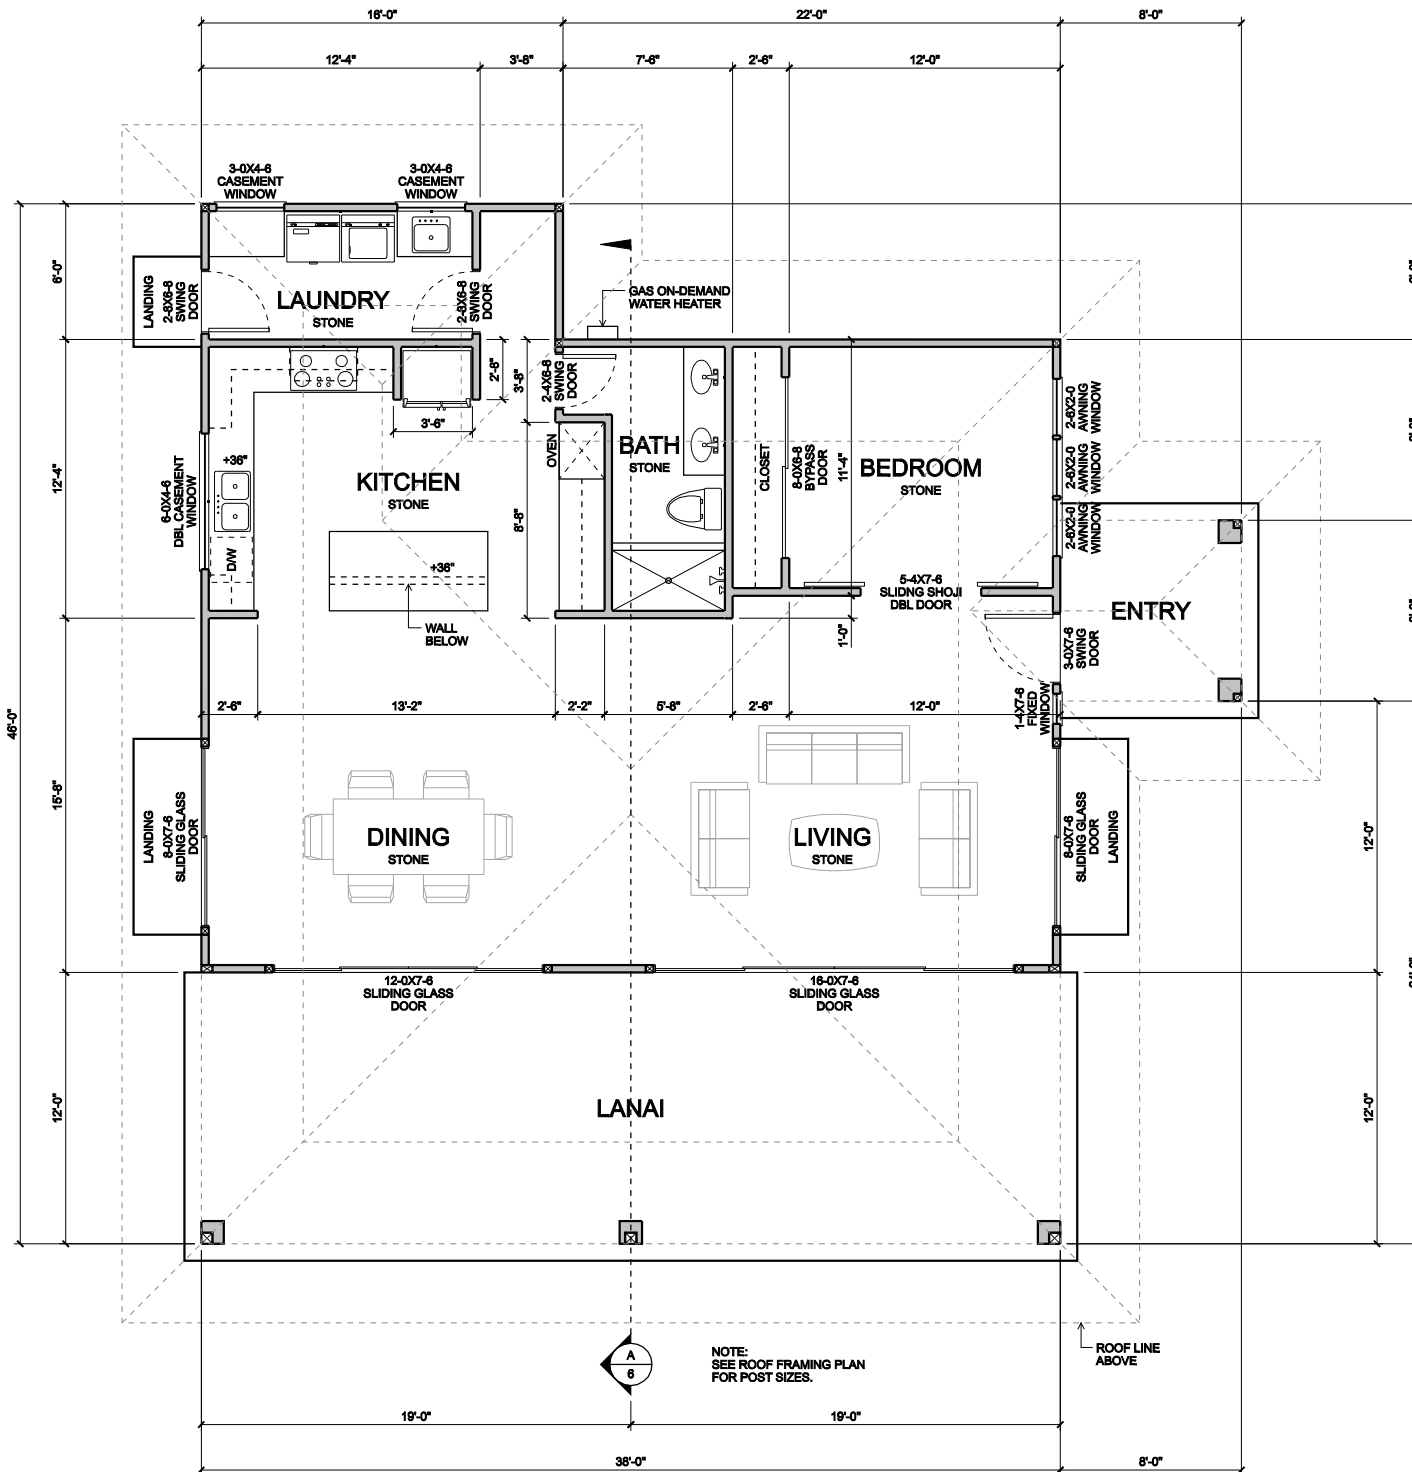 16'-0"
22'-0"
8'-0"
12'-4"
3'-8"
7'-6"
2'-6"
12'-0"
3-0X4-6
CASEMENT
WINDOW
3-0X4-6
CASEMENT
WINDOW
6'-0"
LANDING
2-8X6-8
SWING
DOOR
LAUNDRY
STONE
2-8X6-8
SWING
DOOR
GAS ON-DEMAND
WATER HEATER
2'-8"
3'-8"
2-4X6-8
SWING
DOOR
3'-6"
2-6X2-0
AWNING
WINDOW
2-6X2-0
AWNING
WINDOW
2-6X2-0
AWNING
WINDOW
12'-4"
6-0X4-6
DBL CASEMENT
WINDOW
+36"
KITCHEN
STONE
OVEN
BATH
STONE
CLOSET
8-0X6-8
BYPASS
DOOR
11'-4"
BEDROOM
STONE
8'-8"
D/W
+36"
WALL
BELOW
5-4X7-6
SLIDNG SHOJI
DBL DOOR
1'-0"
ENTRY
3-0X7-6
SWING
DOOR
1-4X7-6
FIXED
WINDOW
2'-6"
13'-2"
2'-2"
5'-8"
2'-6"
12'-0"
46'-0"
15'-8"
LANDING
8-0X7-6
SLIDING GLASS
DOOR
DINING
STONE
LIVING
STONE
8-0X7-6
SLIDING GLASS
DOOR
LANDING
12'-0"
12-0X7-6
SLIDING GLASS
DOOR
16-0X7-6
SLIDING GLASS
DOOR
12'-0"
LANAI
12'-0"
A
6
NOTE:
SEE ROOF FRAMING PLAN
FOR POST SIZES.
ROOF LINE
ABOVE
19'-0"
19'-0"
38'-0"
8'-0"